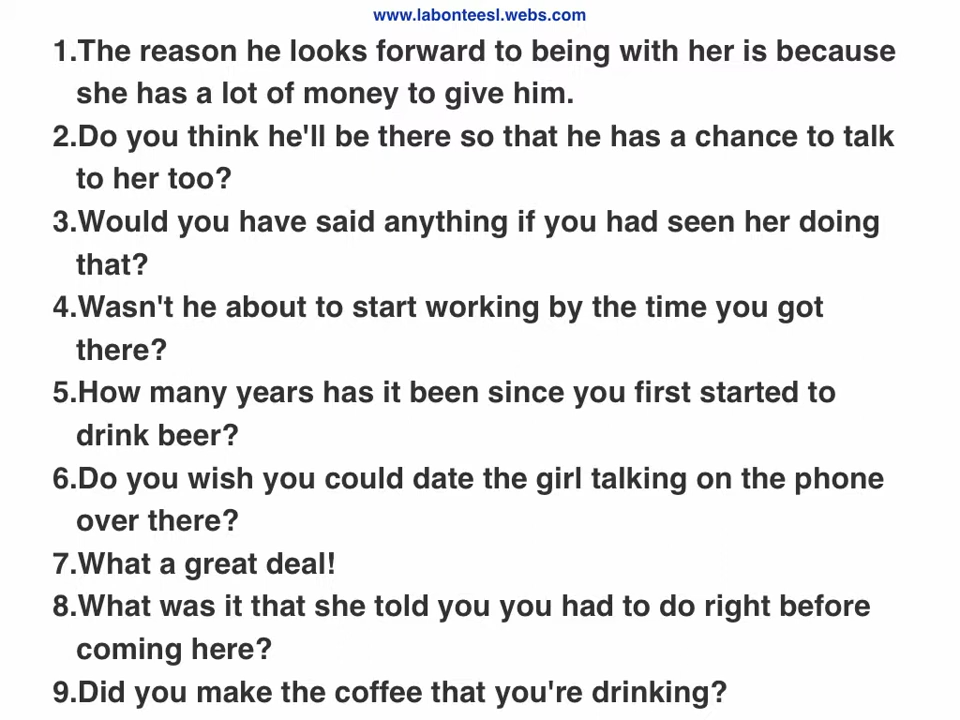 www.labonteesl.webs.com
1.The reason he looks forward to being with her is because
she has a lot of money to give him.
2.Do you think he'll be there so that he has a chance to talk
to her too?
3.Would you have said anything if you had seen her doing
that?
4.Wasn't he about to start working by the time you got
there?
5.How many years has it been since you first started to
drink beer?
6.Do you wish you could date the girl talking on the phone
over there?
7.What a great deal!
8.What was it that she told you you had to do right before
coming here?
9.Did you make the coffee that you're drinking?